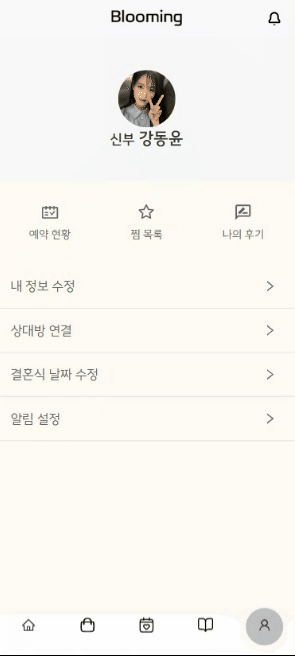 Blooming
신부 강동윤
예약 현황
찜 목록
나의 후기
내 정보 수정
상대방 연결
결혼식 날짜 수정
알림 설정